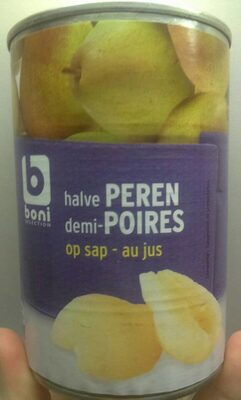 boni
SELECTION
halve PEREN
demi-POIRES
op sap - au jus